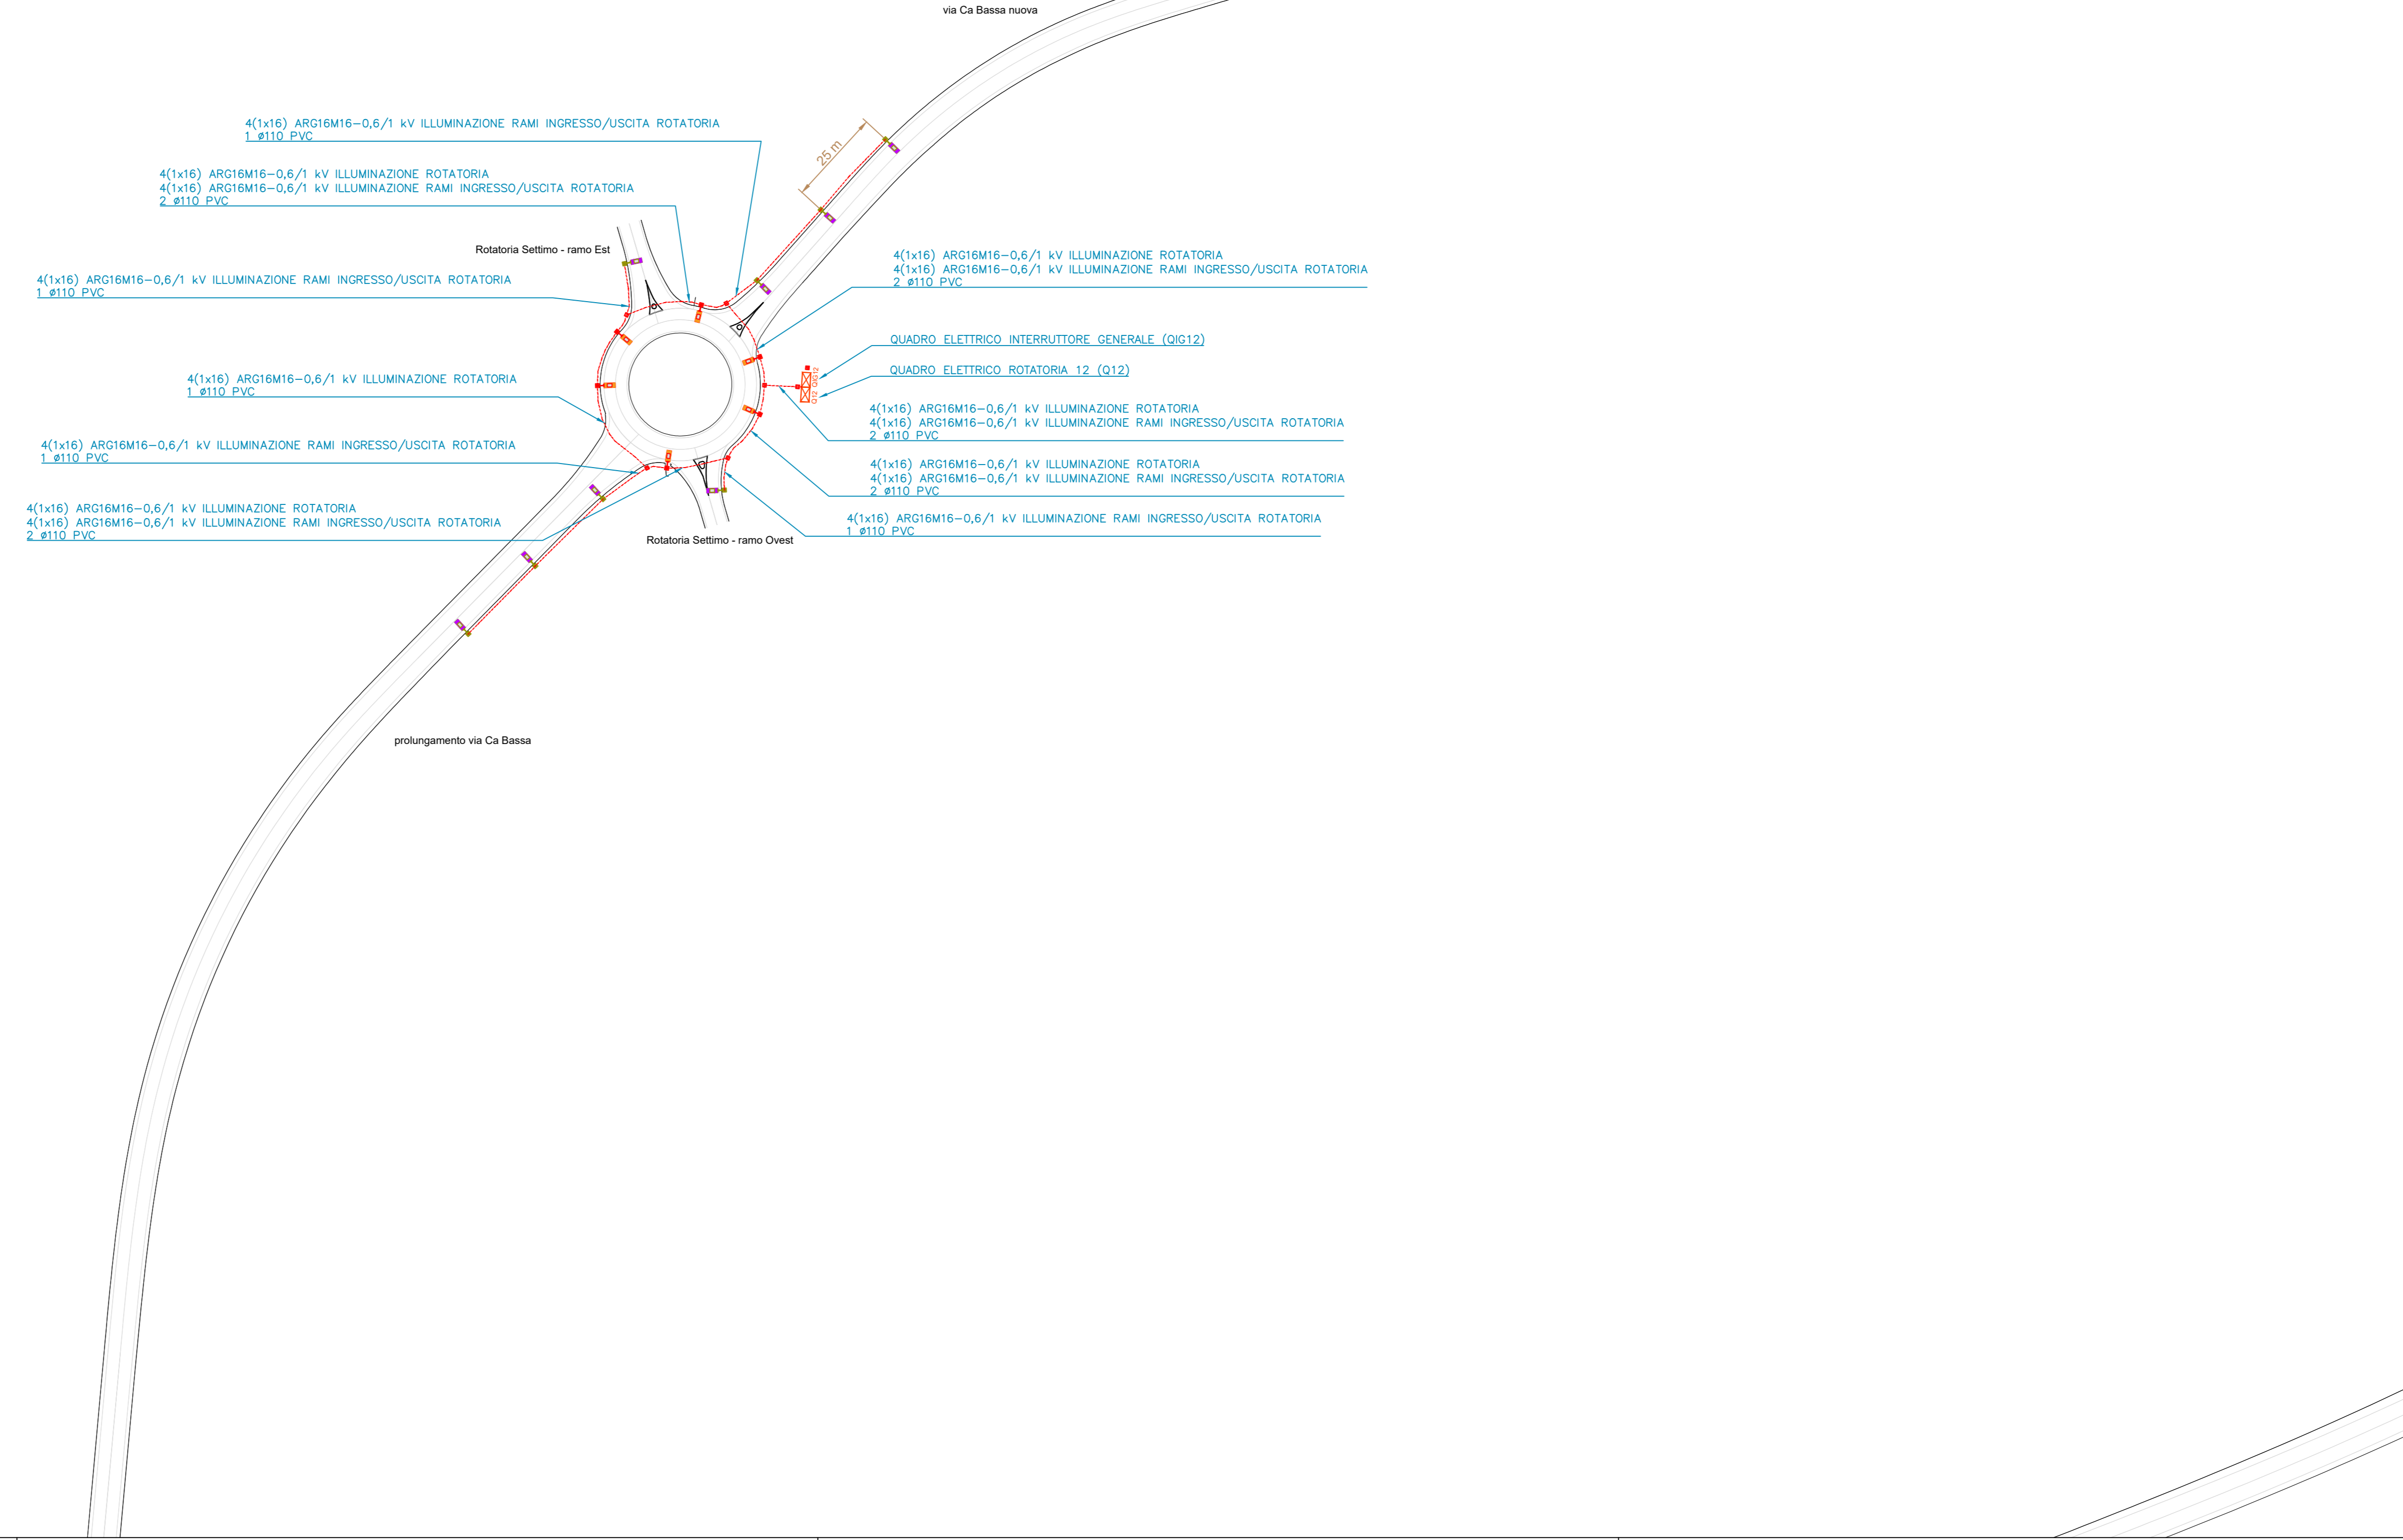 via Ca Bassa nuova
4(1x16) ARG16M16-0,6/1 kV ILLUMINAZIONE RAMI INGRESSO/USCITA ROTATORIA
1 ø110 PVC
25 m
4(1x16) ARG16M16-0,6/1 kV ILLUMINAZIONE ROTATORIA
4(1x16) ARG16M16-0,6/1 kV ILLUMINAZIONE RAMI INGRESSO/USCITA ROTATORIA
2 ø110 PVC
Rotatoria Settimo - ramo Est
4(1x16) ARG16M16-0,6/1 kV ILLUMINAZIONE ROTATORIA
4(1x16) ARG16M16-0,6/1 kV ILLUMINAZIONE RAMI INGRESSO/USCITA ROTATORIA
2 ø110 PVC
4(1x16) ARG16M16-0,6/1 kV ILLUMINAZIONE RAMI INGRESSO/USCITA ROTATORIA
1 ø110 PVC
QUADRO ELETTRICO INTERRUTTORE GENERALE (QIG12)
QUADRO ELETTRICO ROTATORIA 12 (Q12)
QIG12
Q12
4(1x16) ARG16M16-0,6/1 kV ILLUMINAZIONE ROTATORIA
1 ø110 PVC
4(1x16) ARG16M16-0,6/1 kV ILLUMINAZIONE ROTATORIA
4(1x16) ARG16M16-0,6/1 kV ILLUMINAZIONE RAMI INGRESSO/USCITA ROTATORIA
2 ø110 PVC
4(1x16) ARG16M16-0,6/1 kV ILLUMINAZIONE RAMI INGRESSO/USCITA ROTATORIA
1 ø110 PVC
4(1x16) ARG16M16-0,6/1 kV ILLUMINAZIONE ROTATORIA
4(1x16) ARG16M16-0,6/1 kV ILLUMINAZIONE RAMI INGRESSO/USCITA ROTATORIA
2 ø110 PVC
4(1x16) ARG16M16-0,6/1 kV ILLUMINAZIONE ROTATORIA
4(1x16) ARG16M16-0,6/1 kV ILLUMINAZIONE RAMI INGRESSO/USCITA ROTATORIA
2 ø110 PVC
4(1x16) ARG16M16-0,6/1 kV ILLUMINAZIONE RAMI INGRESSO/USCITA ROTATORIA
1 ø110 PVC
Rotatoria Settimo - ramo Ovest
prolungamento via Ca Bassa